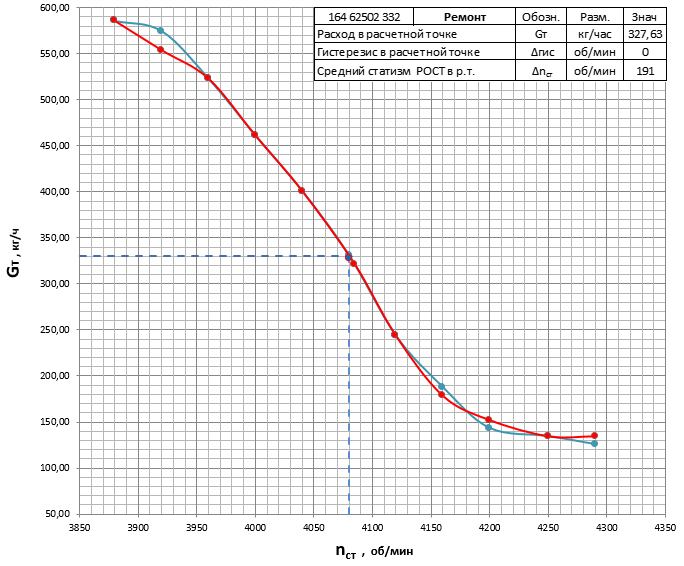 600,00
164 62502 332 Ремонт Обозн. Разм. Знач
Расход в расчетной точке Gт кг/час 327,63
Гистерезис в расчетной точке Δгис об/мин 0
Средний статизм РОСТ в р.т. Δnст об/мин 191
550,00
500,00
450,00
400,00
350,00
300,00
250,00
200,00
150,00
100,00
50,00
Gт , кг/ч
3850 3900 3950 4000 4050 4100 4150 4200 4250 4300 4350
nст , об/мин